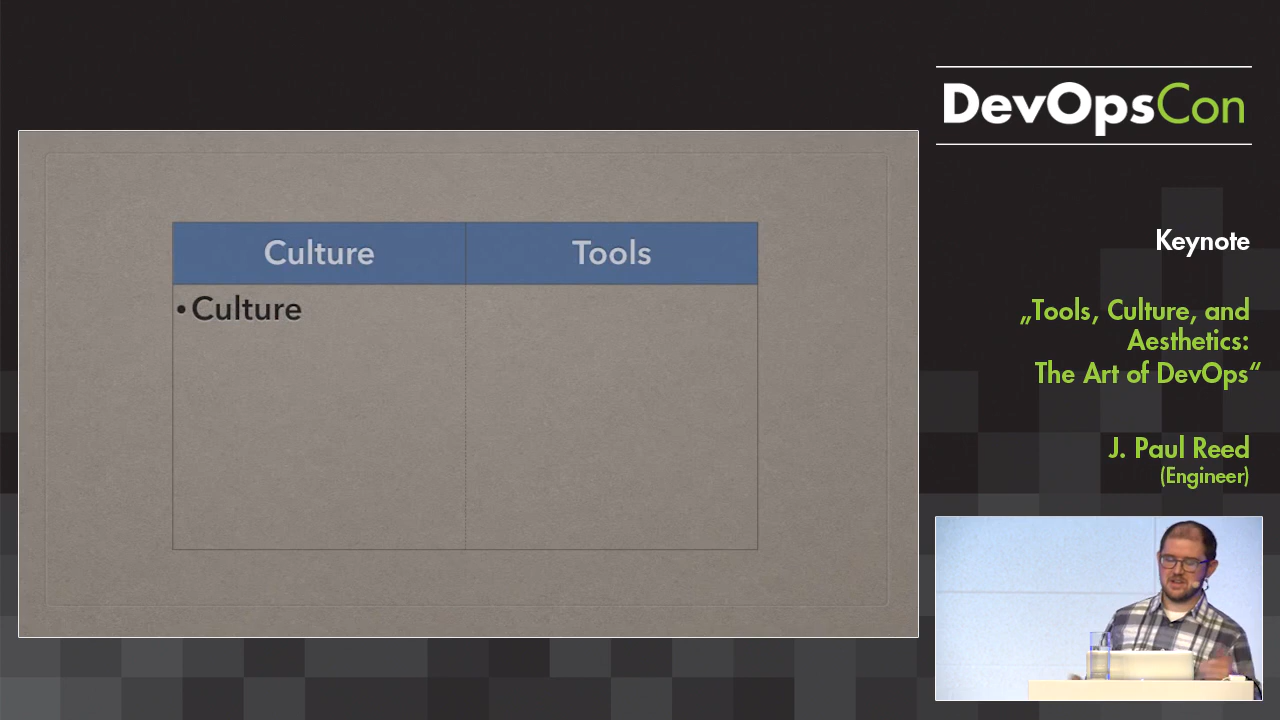 DevOpsCon
Culture
Tools
•Culture
Keynote
„Tools, Culture, and
Aesthetics:
The Art of DevOps“
J. Paul Reed
(Engineer)